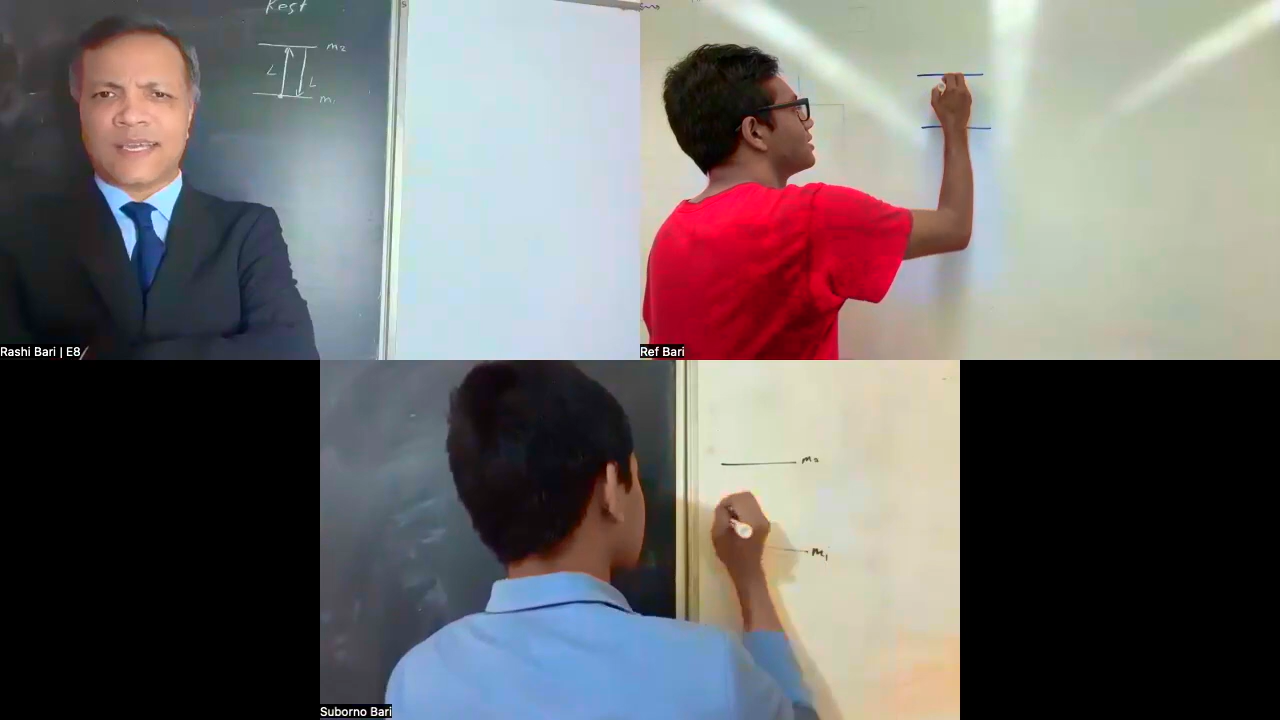 Rest
m2
L L
m1
Rashi Bari | E8
Ref Bari
m2
m1
Suborno Bari